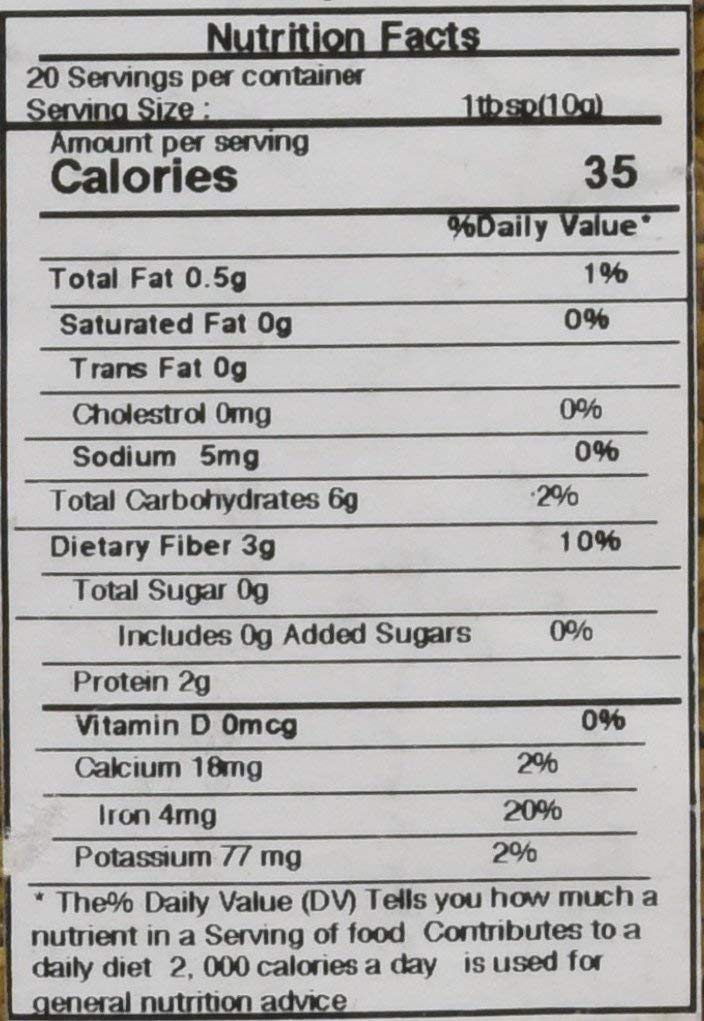 Nutrition Facts
20 Servings per container
Serving Size : 1tbsp(10g)
Amount per serving
Calories 35
%Daily Value*
Total Fat 0.5g 1%
Saturated Fat 0g 0%
Trans Fat 0g
Cholestrol 0mg 0%
Sodium 5mg 0%
Total Carbohydrates 6g 2%
Dietary Fiber 3g 10%
Total Sugar 0g
Includes 0g Added Sugars 0%
Protein 2g
Vitamin D 0mcg 0%
Calcium 18mg 2%
Iron 4mg 20%
Potassium 77 mg 2%
* The% Daily Value (DV) Tells you how much a
nutrient in a Serving of food Contributes to a
daily diet 2, 000 calories a day is used for
general nutrition advice